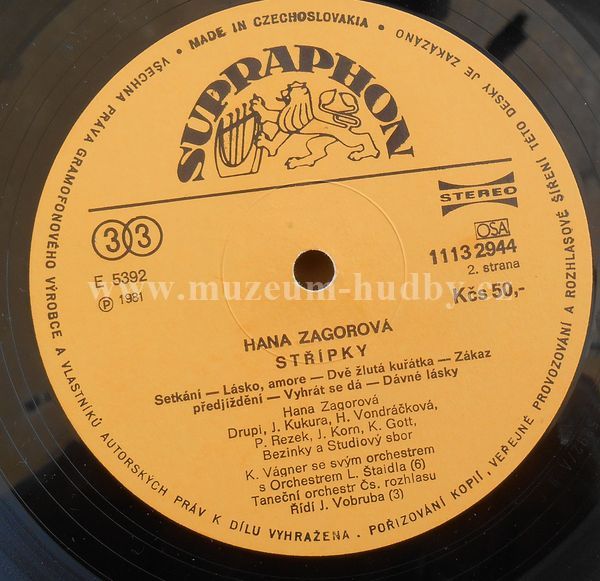 MADE IN CZECHOSLOVAKIA • VŠECHNA PRÁVA GRAMOFONOVÉHO VÝROBCE A VLASTNÍKŮ AUTORSKÝCH PRÁV K DÍLU VYHRAŽENA. POŘIZOVÁNÍ KOPIÍ, VEŘEJNÉ PROVOZOVÁNÍ A ROZHLASOVÉ ŠÍŘENÍ TÉTO DESKY JE ZAKÁZÁNO •
SUPRAPHON
33
STEREO
OSA
E 5392
1113 2944
Ⓟ 1981
2. strana
Kčs 50,-
www.muzeum-hudby.cz
HANA ZAGOROVÁ
STŘÍPKY
Setkání — Lásko, amore — Dvě žlutá kuřátka — Zákaz
předjíždění — Vyhrát se dá — Dávné lásky
Hana Zagorová
Drupi, J. Kukura, H. Vondráčková,
P. Rezek, J. Korn, K. Gott,
Bezinky a Studiový sbor
K. Vágner se svým orchestrem
s Orchestrem L. Štaidla (6)
Taneční orchestr Čs. rozhlasu
Řídí J. Vobruba (3)